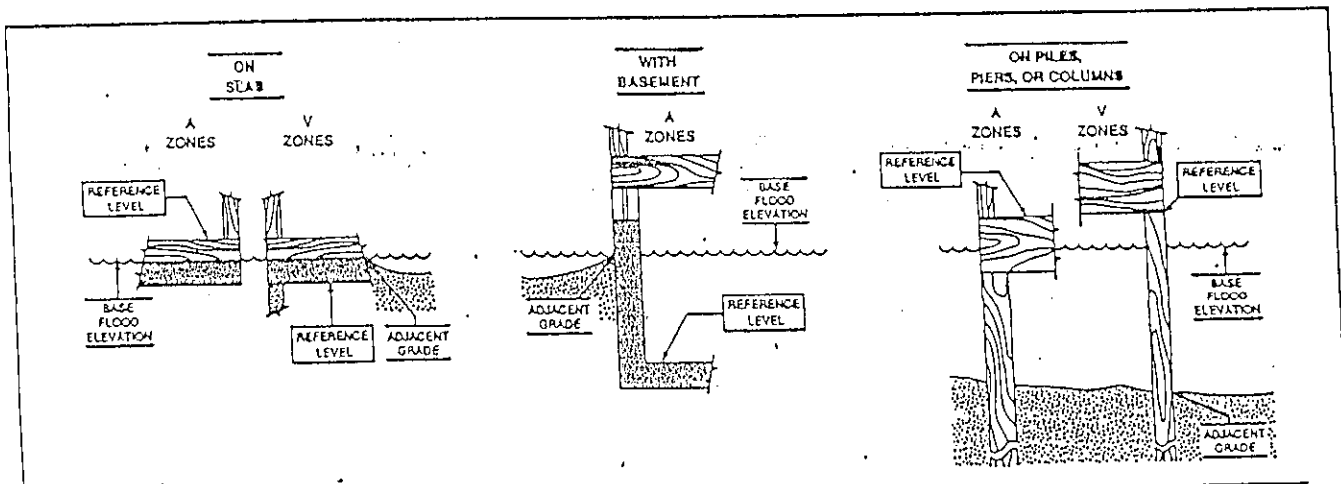 ON
SLAB
A
ZONES
V
ZONES
REFERENCE
LEVEL
BASE
FLOOD
ELEVATION
REFERENCE
LEVEL
ADJACENT
GRADE
WITH
BASEMENT
A
ZONES
BASE
FLOOD
ELEVATION
ADJACENT
GRADE
REFERENCE
LEVEL
ON PILES,
PIERS, OR COLUMNS
A
ZONES
V
ZONES
REFERENCE
LEVEL
REFERENCE
LEVEL
BASE
FLOOD
ELEVATION
ADJACENT
GRADE